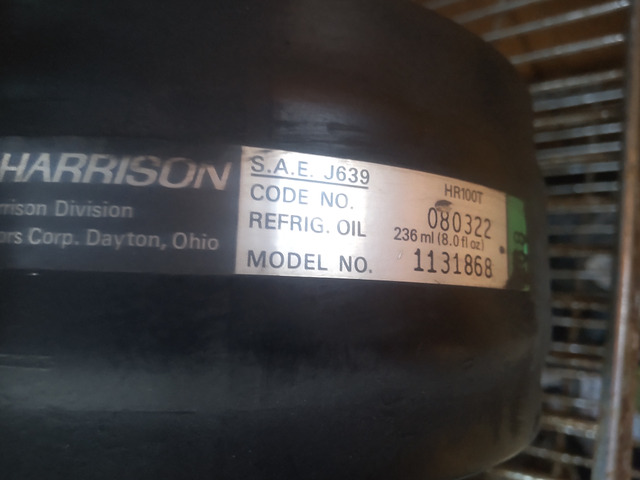 HARRISON
rrison Division
ors Corp. Dayton, Ohio
S.A.E. J639
HR100T
CODE NO. 080322
REFRIG. OIL 236 ml (8.0 fl oz)
MODEL NO. 1131868